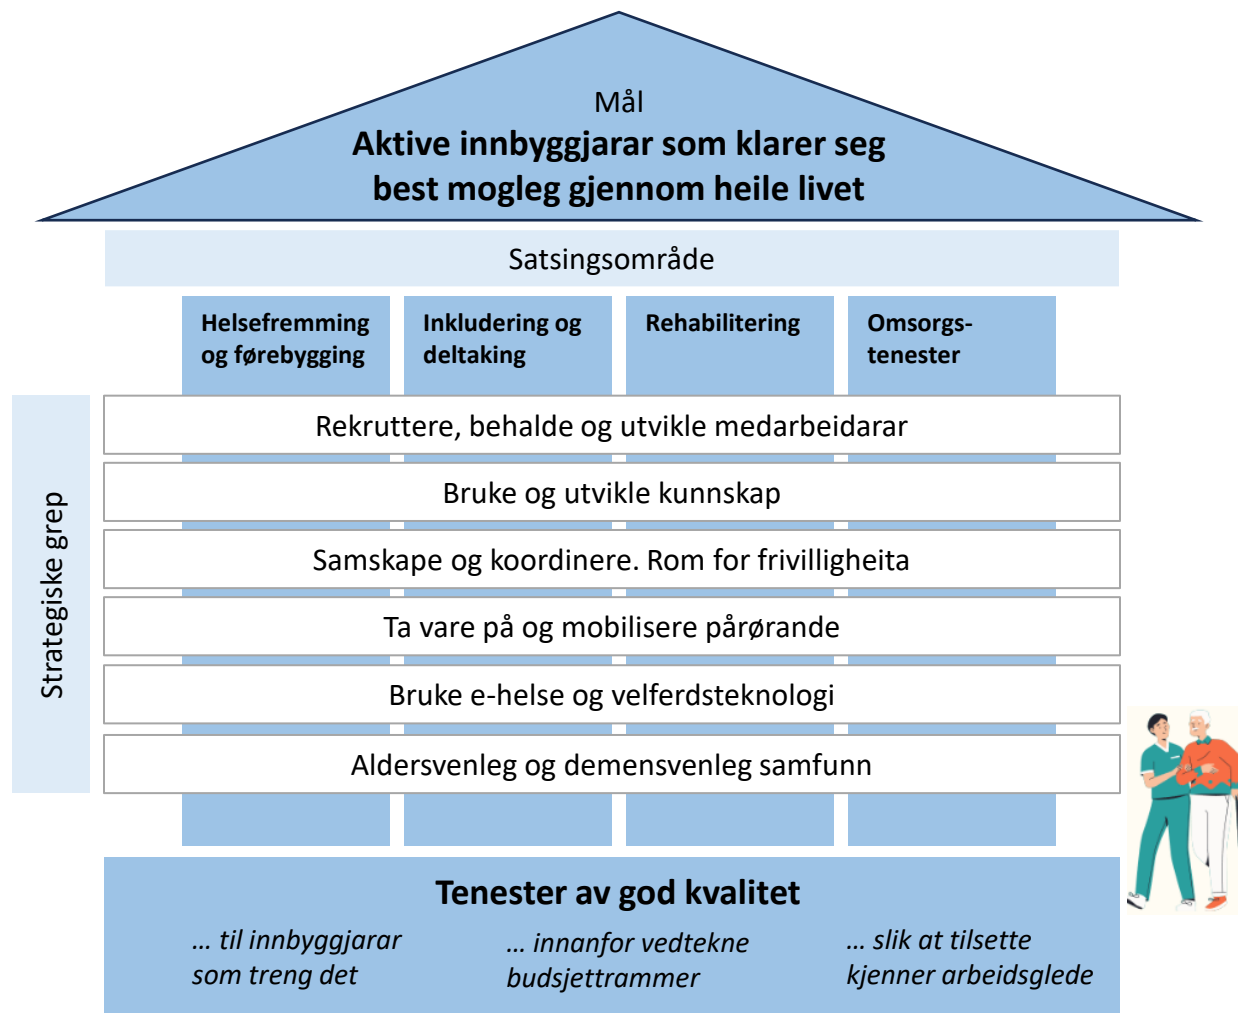 Mål
Aktive innbyggjarar som klarer seg
best mogleg gjennom heile livet
Satsingsområde
Helsefremming
og førebygging
Inkludering og
deltaking
Rehabilitering
Omsorgs-
tenester
Strategiske grep
Rekruttere, behalde og utvikle medarbeidarar
Bruke og utvikle kunnskap
Samskape og koordinere. Rom for frivilligheita
Ta vare på og mobilisere pårørande
Bruke e-helse og velferdsteknologi
Aldersvenleg og demensvenleg samfunn
Tenester av god kvalitet
… til innbyggjarar
som treng det
… innanfor vedtekne
budsjettrammer
… slik at tilsette
kjenner arbeidsglede